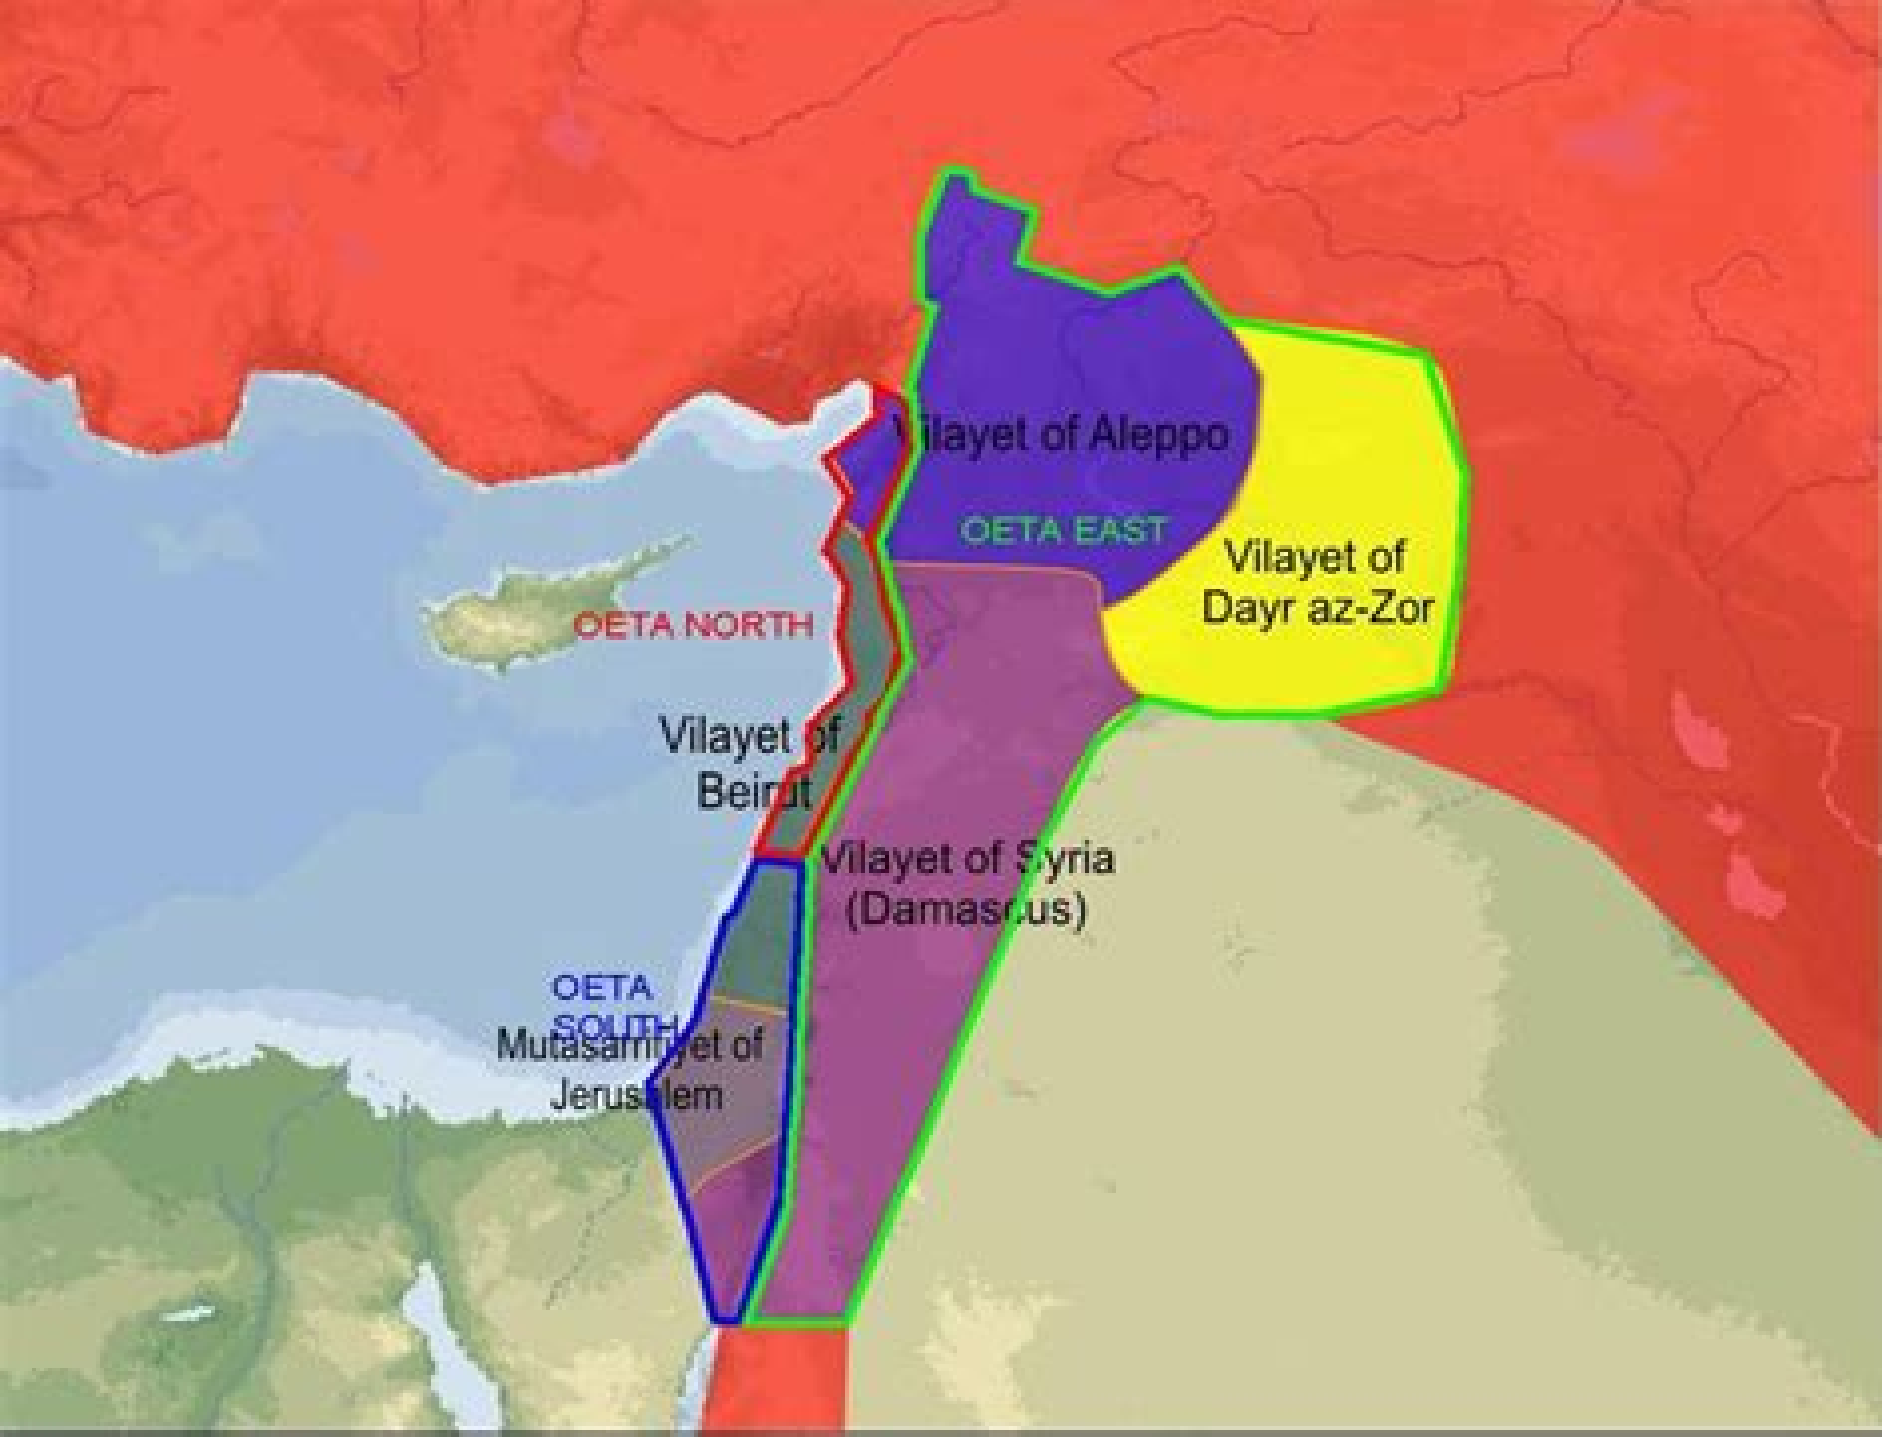 Vilayet of Aleppo
OETA EAST
Vilayet of
Dayr az-Zor
OETA NORTH
Vilayet of
Beirut
Vilayet of Syria
(Damascus)
OETA
SOUTH
Mutasarrifiyet of
Jerusalem